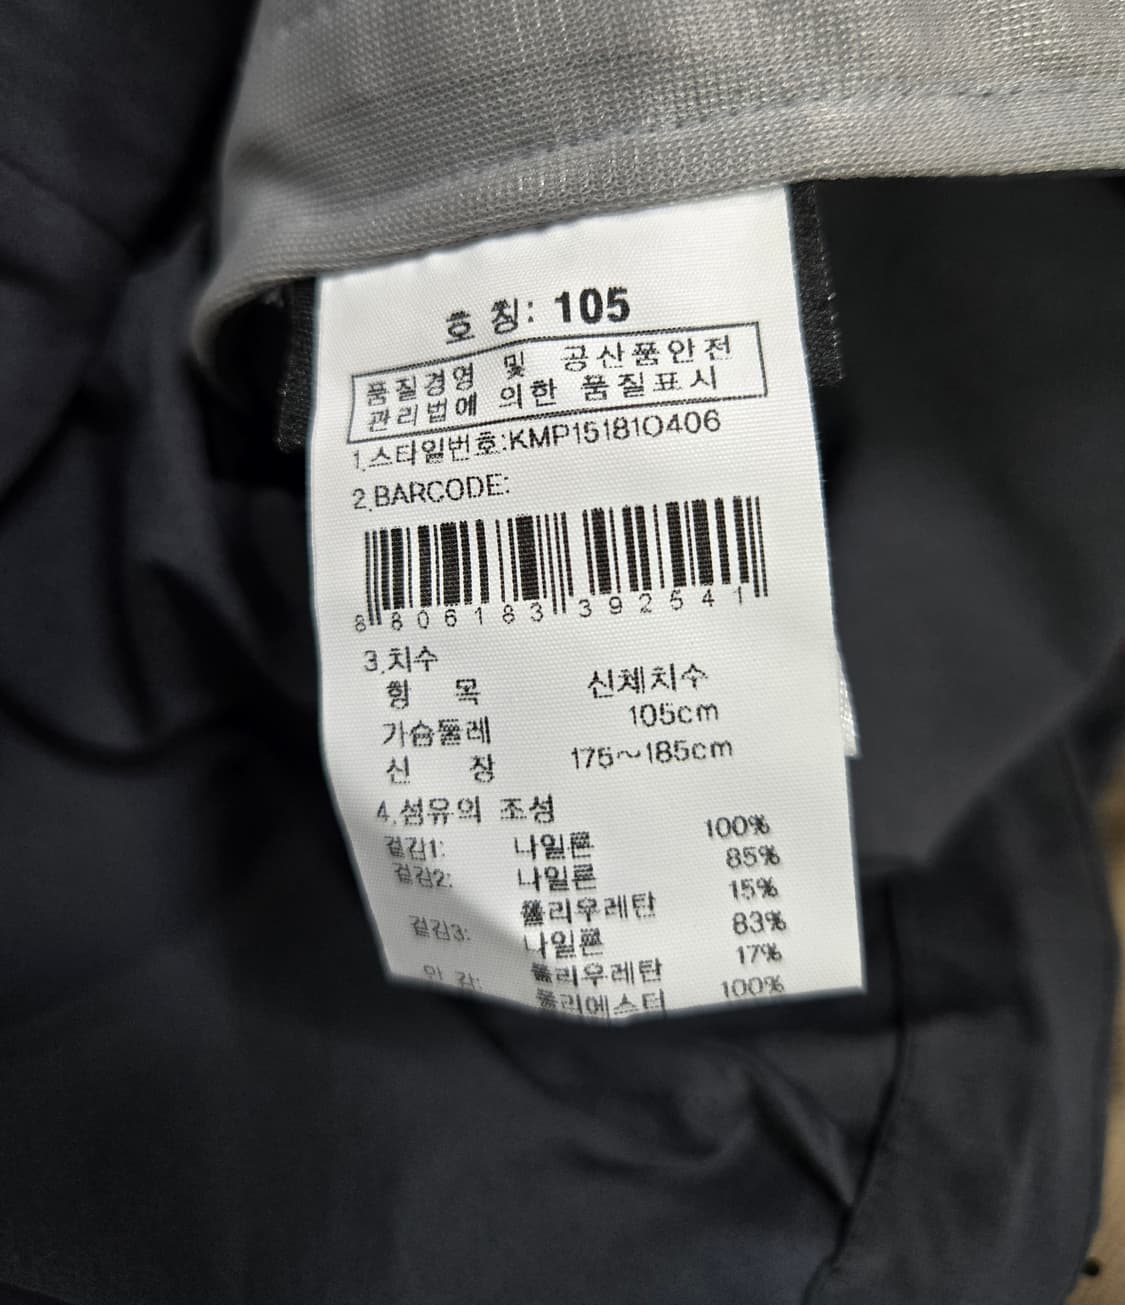 호 칭: 105
품질경영 및 공산품안전
관리법에 의한 품질표시
1.스타일번호:KMP15181O406
2.BARCODE:
8 806183 392541
3.치수
항 목 신체치수
가슴둘레 105cm
신 장 175~185cm
4.섬유의 조성
겉감1: 나일론 100%
겉감2: 나일론 85%
폴리우레탄 15%
겉감3: 나일론 83%
폴리우레탄 17%
안 감: 폴리에스터 100%